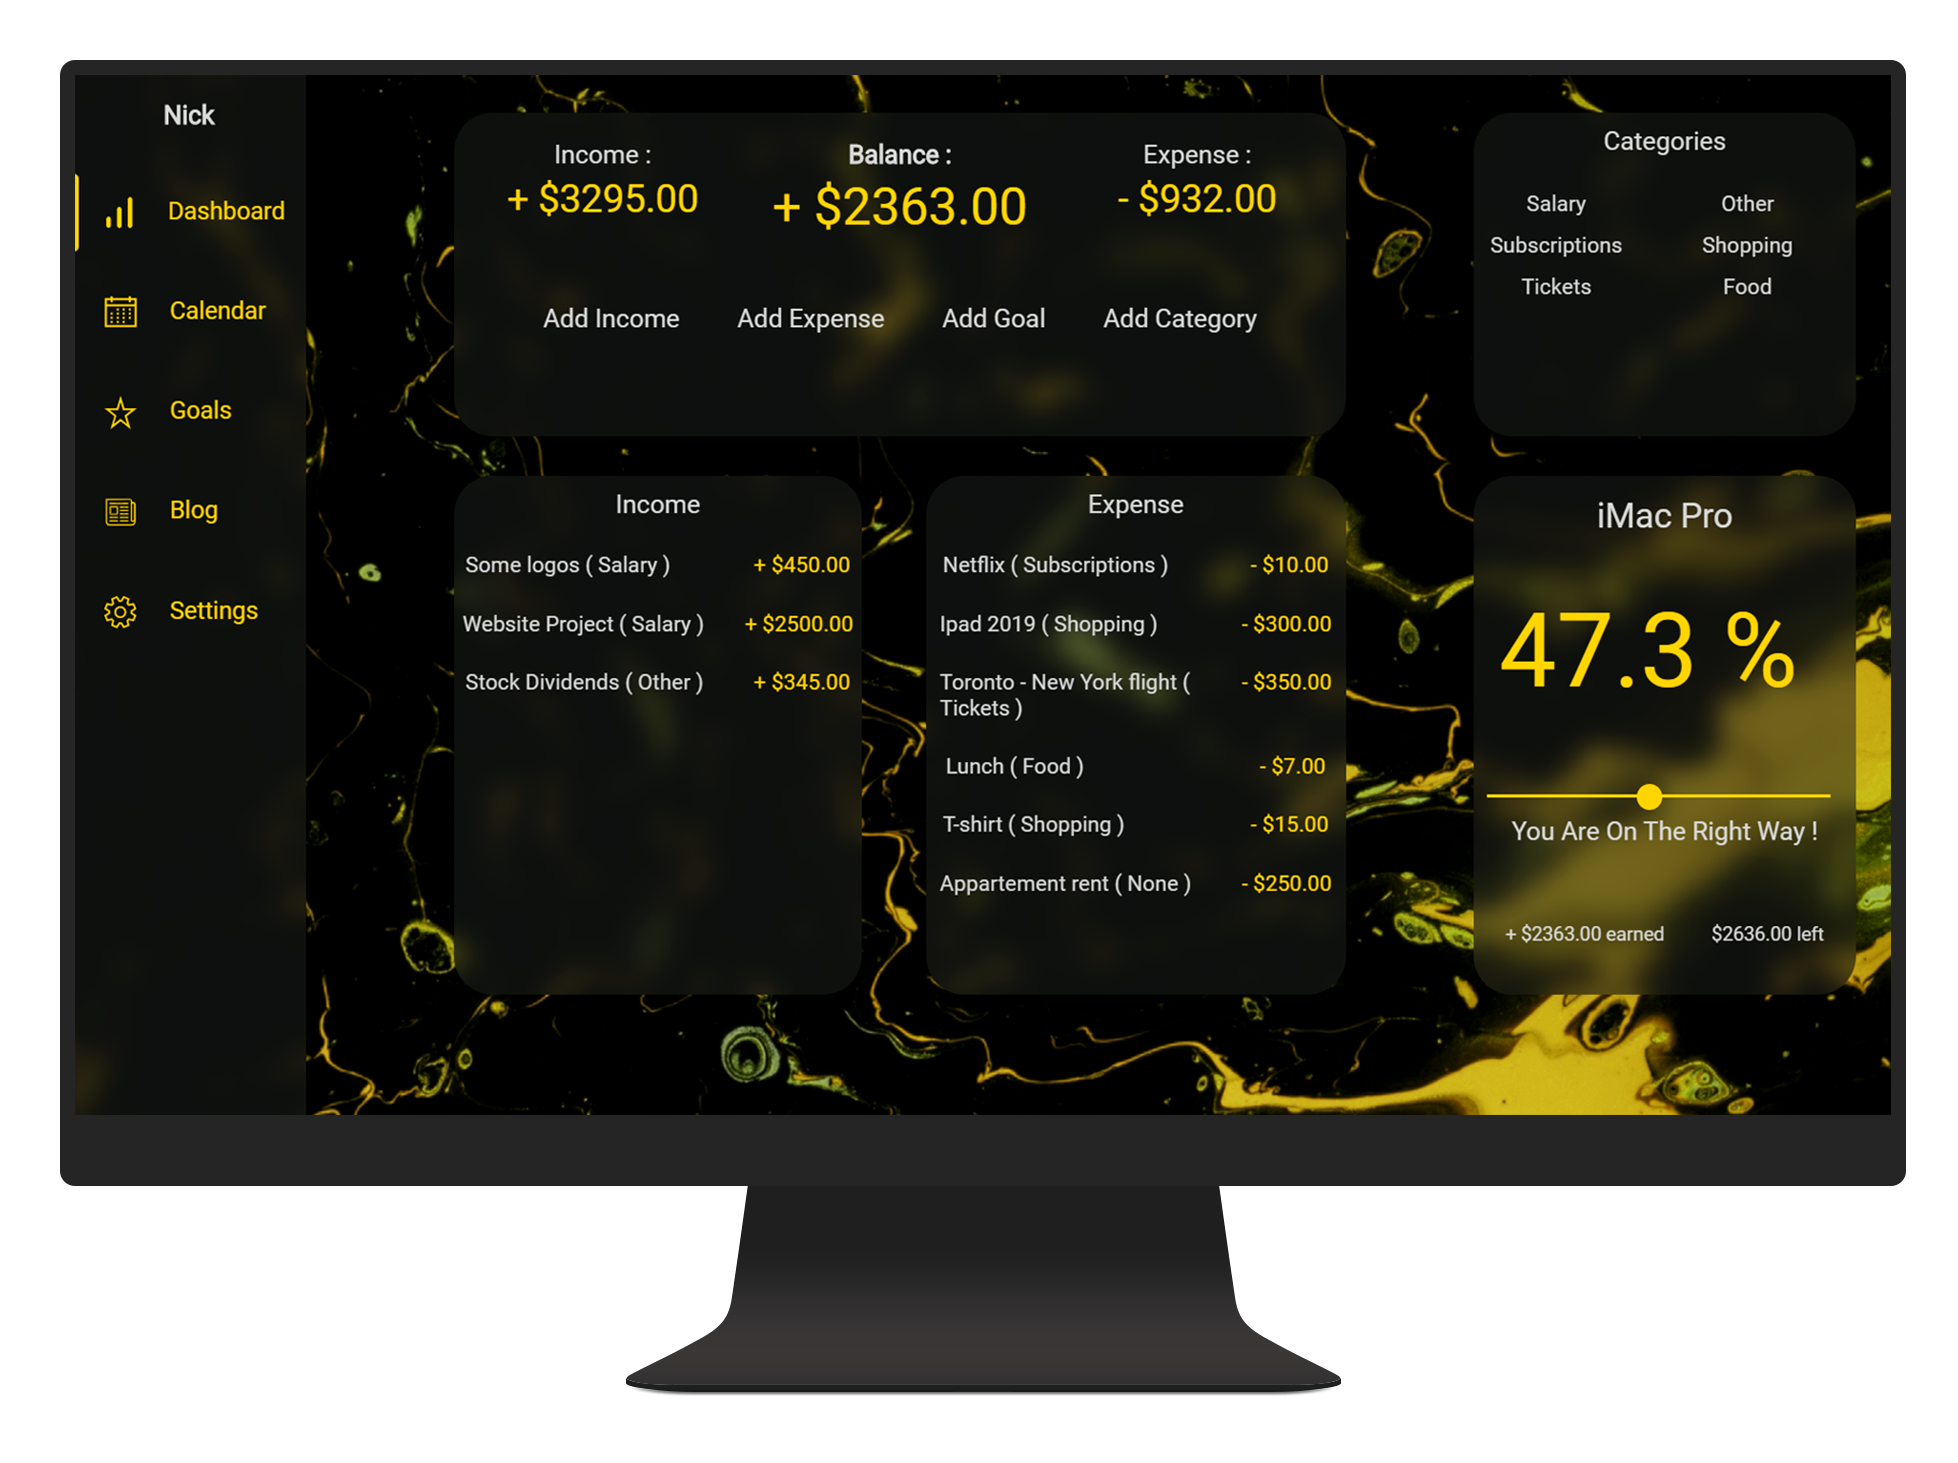 Nick
Dashboard
Calendar
Goals
Blog
Settings
Income :
+ $3295.00
Balance :
+ $2363.00
Expense :
- $932.00
Add Income
Add Expense
Add Goal
Add Category
Categories
Salary
Other
Subscriptions
Shopping
Tickets
Food
Income
Some logos ( Salary ) + $450.00
Website Project ( Salary ) + $2500.00
Stock Dividends ( Other ) + $345.00
Expense
Netflix ( Subscriptions ) - $10.00
Ipad 2019 ( Shopping ) - $300.00
Toronto - New York flight ( - $350.00
Tickets )
Lunch ( Food ) - $7.00
T-shirt ( Shopping ) - $15.00
Appartement rent ( None ) - $250.00
iMac Pro
47.3 %
You Are On The Right Way !
+ $2363.00 earned
$2636.00 left